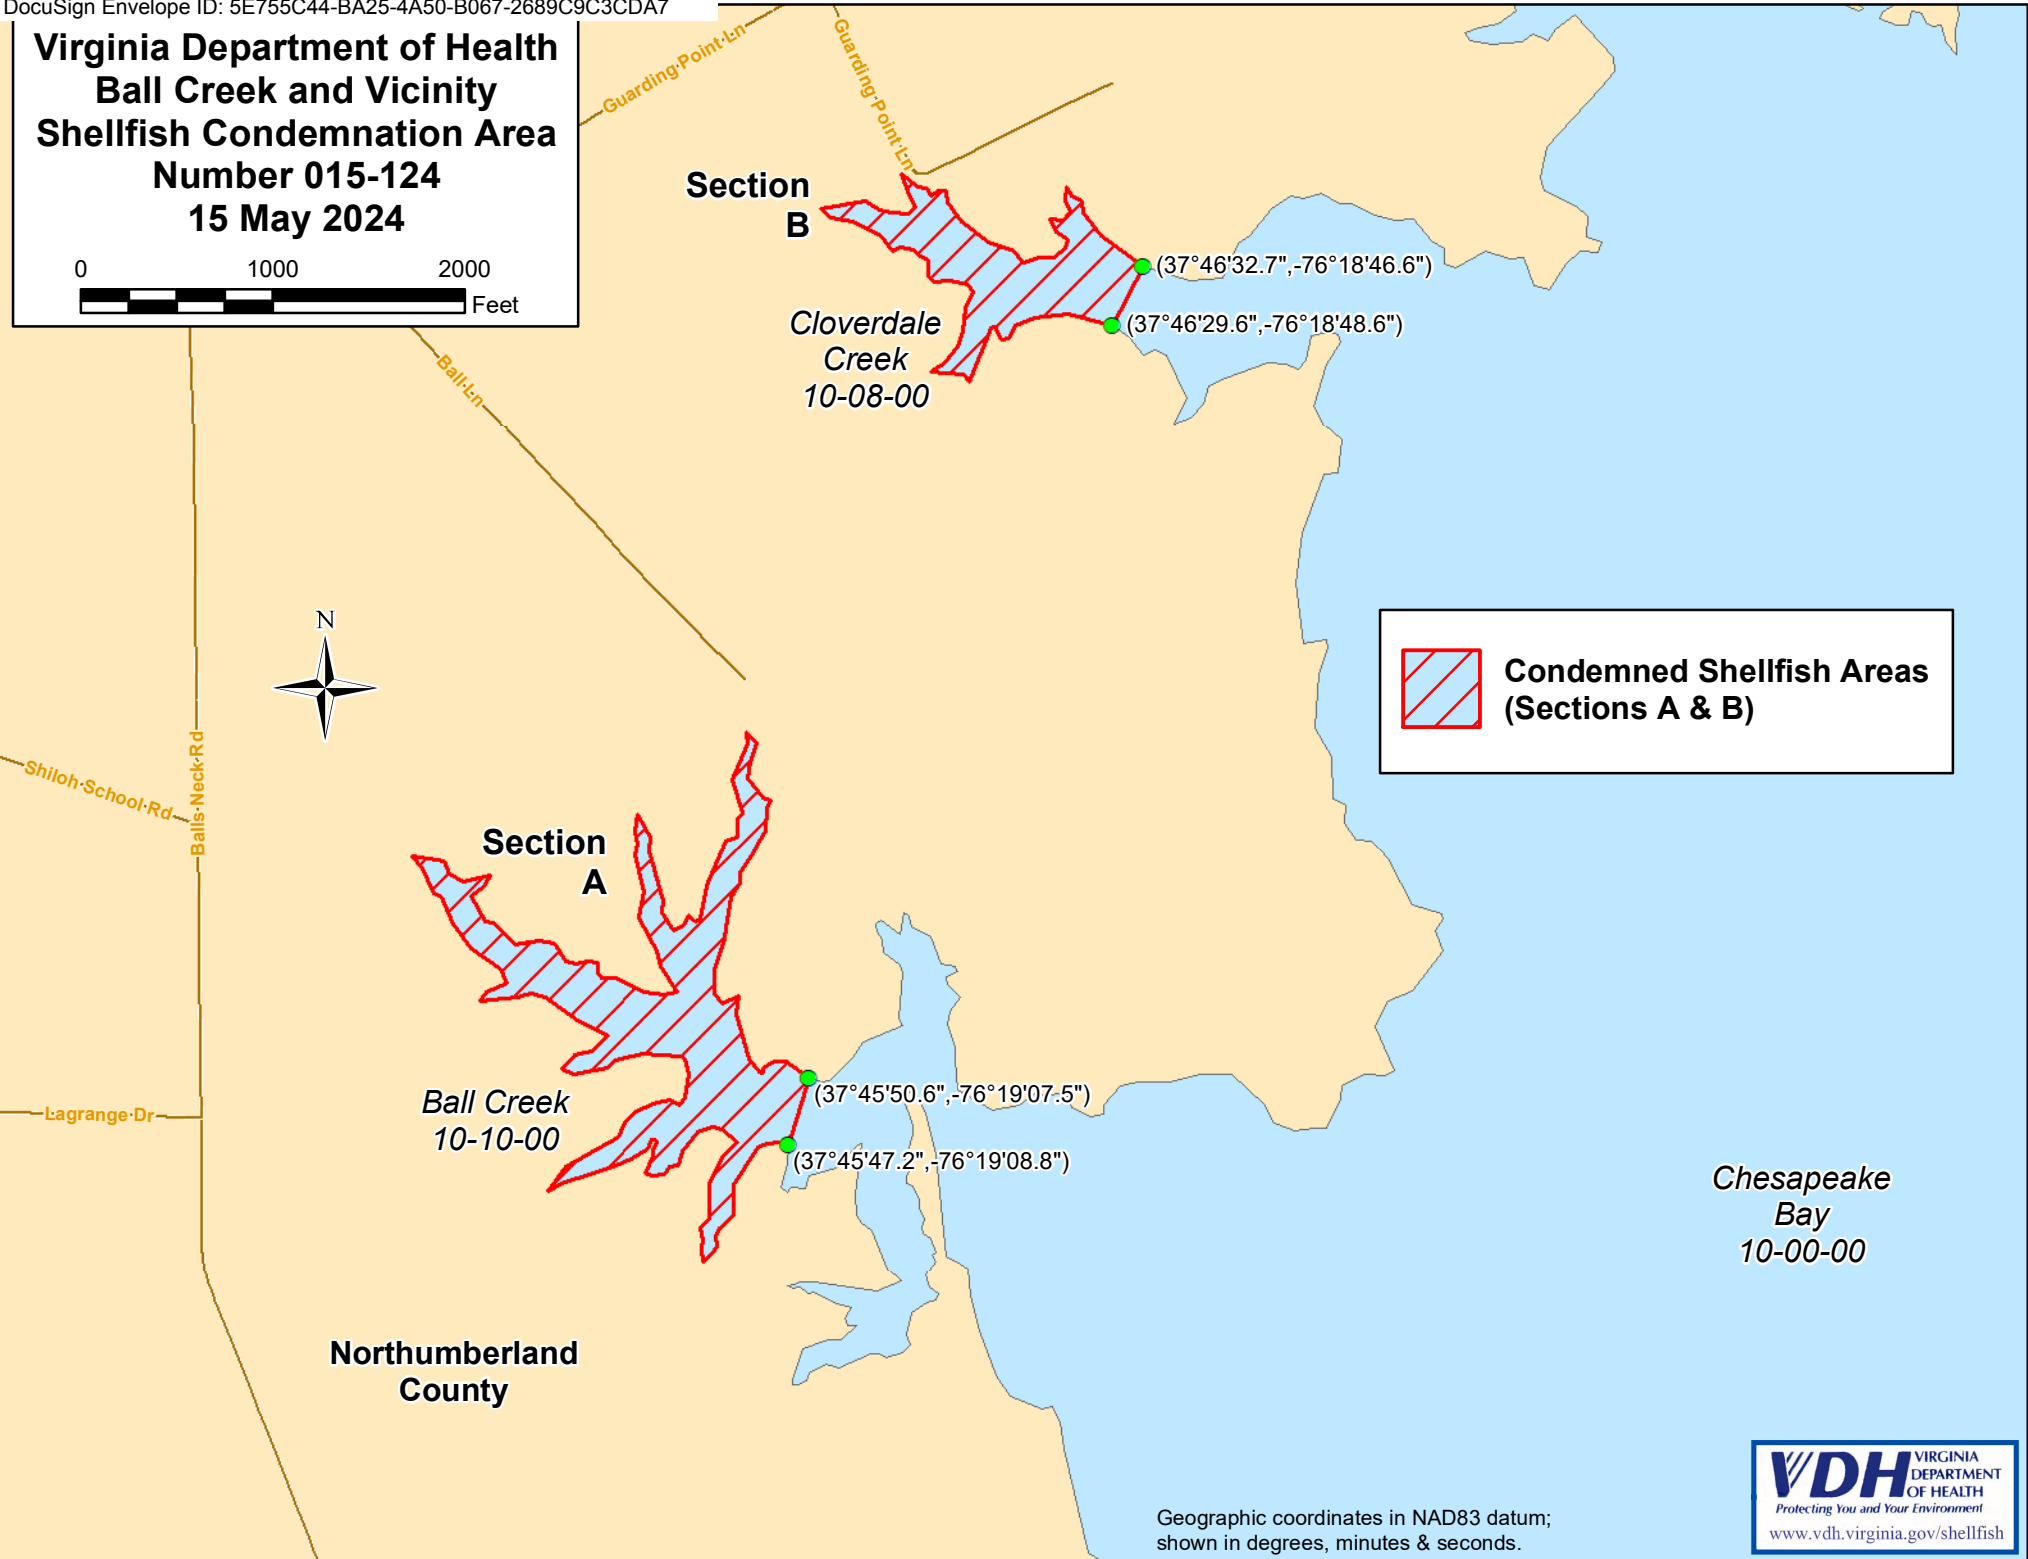 DocuSign Envelope ID: 5E755C44-BA25-4A50-B067-2689C9C3CDA7
Virginia Department of Health
Ball Creek and Vicinity
Shellfish Condemnation Area
Number 015-124
15 May 2024
0 1000 2000
Feet
Guarding Point Ln
Guarding Point Ln
Section
B
(37°46'32.7",-76°18'46.6")
(37°46'29.6",-76°18'48.6")
Cloverdale
Creek
10-08-00
Ball Ln
N
Condemned Shellfish Areas
(Sections A & B)
Shiloh School Rd
Balls Neck Rd
Section
A
Ball Creek
10-10-00
(37°45'50.6",-76°19'07.5")
(37°45'47.2",-76°19'08.8")
Lagrange Dr
Chesapeake
Bay
10-00-00
Northumberland
County
Geographic coordinates in NAD83 datum;
shown in degrees, minutes & seconds.
VDH VIRGINIA
DEPARTMENT
OF HEALTH
Protecting You and Your Environment
www.vdh.virginia.gov/shellfish